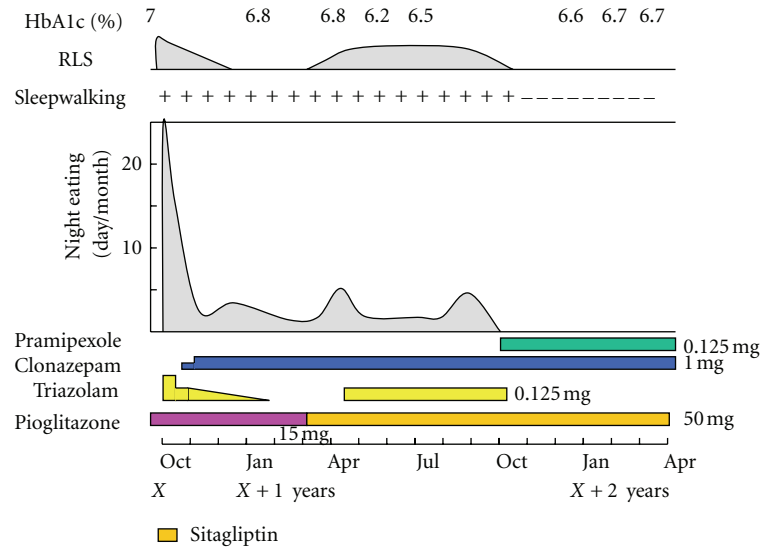 HbA1c (%) 7 6.8 6.8 6.2 6.5 6.6 6.7 6.7
RLS
Sleepwalking + + + + + + + + + + + + + + + + + − − − − − − − − −
Night eating
(day/month)
20
10
Pramipexole 0.125 mg
Clonazepam 1 mg
Triazolam 0.125 mg
Pioglitazone 15 mg 50 mg
Oct Jan Apr Jul Oct Jan Apr
X X + 1 years X + 2 years
Sitagliptin